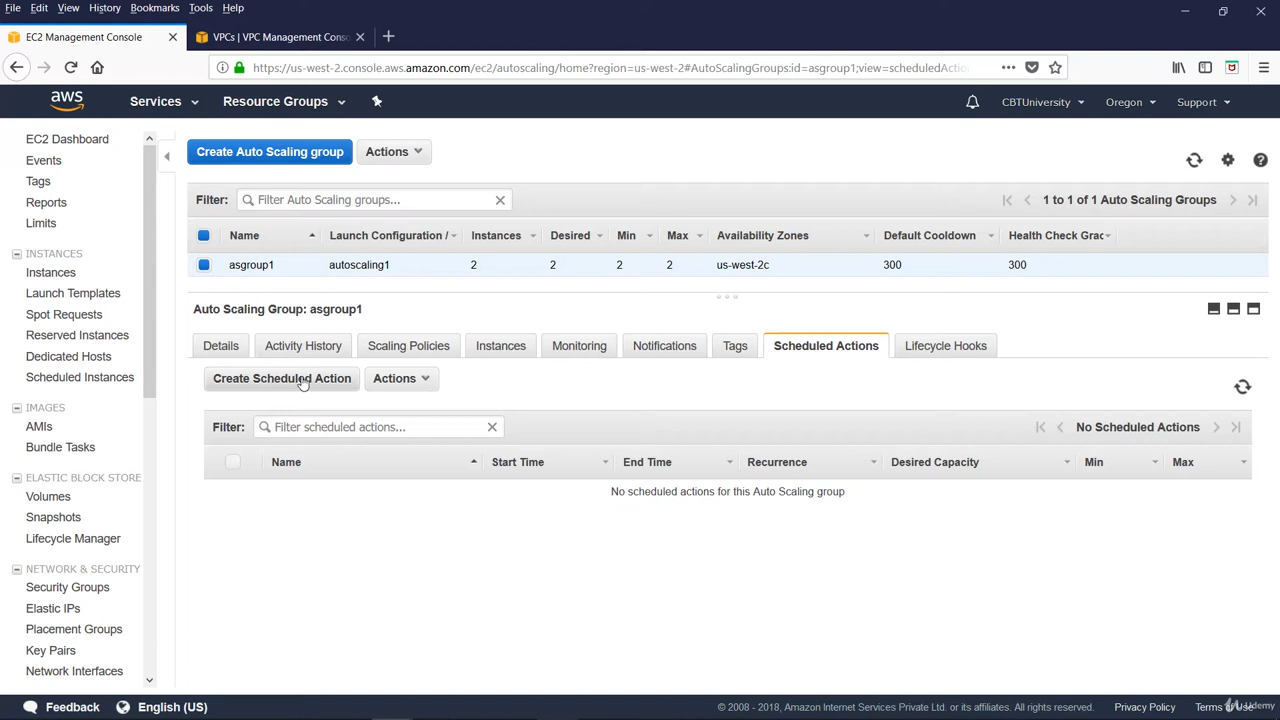 File Edit View History Bookmarks Tools Help
EC2 Management Console
VPCs | VPC Management Cons
https://us-west-2.console.aws.amazon.com/ec2/autoscaling/home?region=us-west-2#AutoScalingGroups:id=asgroup1;view=scheduledActio
aws Services Resource Groups CBTUniversity Oregon Support
EC2 Dashboard
Events
Tags
Reports
Limits
INSTANCES
Instances
Launch Templates
Spot Requests
Reserved Instances
Dedicated Hosts
Scheduled Instances
IMAGES
AMIs
Bundle Tasks
ELASTIC BLOCK STORE
Volumes
Snapshots
Lifecycle Manager
NETWORK & SECURITY
Security Groups
Elastic IPs
Placement Groups
Key Pairs
Network Interfaces
Create Auto Scaling group Actions
Filter: Filter Auto Scaling groups... 1 to 1 of 1 Auto Scaling Groups
Name Launch Configuration / Instances Desired Min Max Availability Zones Default Cooldown Health Check Grac
asgroup1 autoscaling1 2 2 2 2 us-west-2c 300 300
Auto Scaling Group: asgroup1
Details Activity History Scaling Policies Instances Monitoring Notifications Tags Scheduled Actions Lifecycle Hooks
Create Scheduled Action Actions
Filter: Filter scheduled actions... No Scheduled Actions
Name Start Time End Time Recurrence Desired Capacity Min Max
No scheduled actions for this Auto Scaling group
Feedback English (US) © 2008 - 2018, Amazon Internet Services Private Ltd. or its affiliates. All rights reserved. Privacy Policy Terms of Use
Udemy